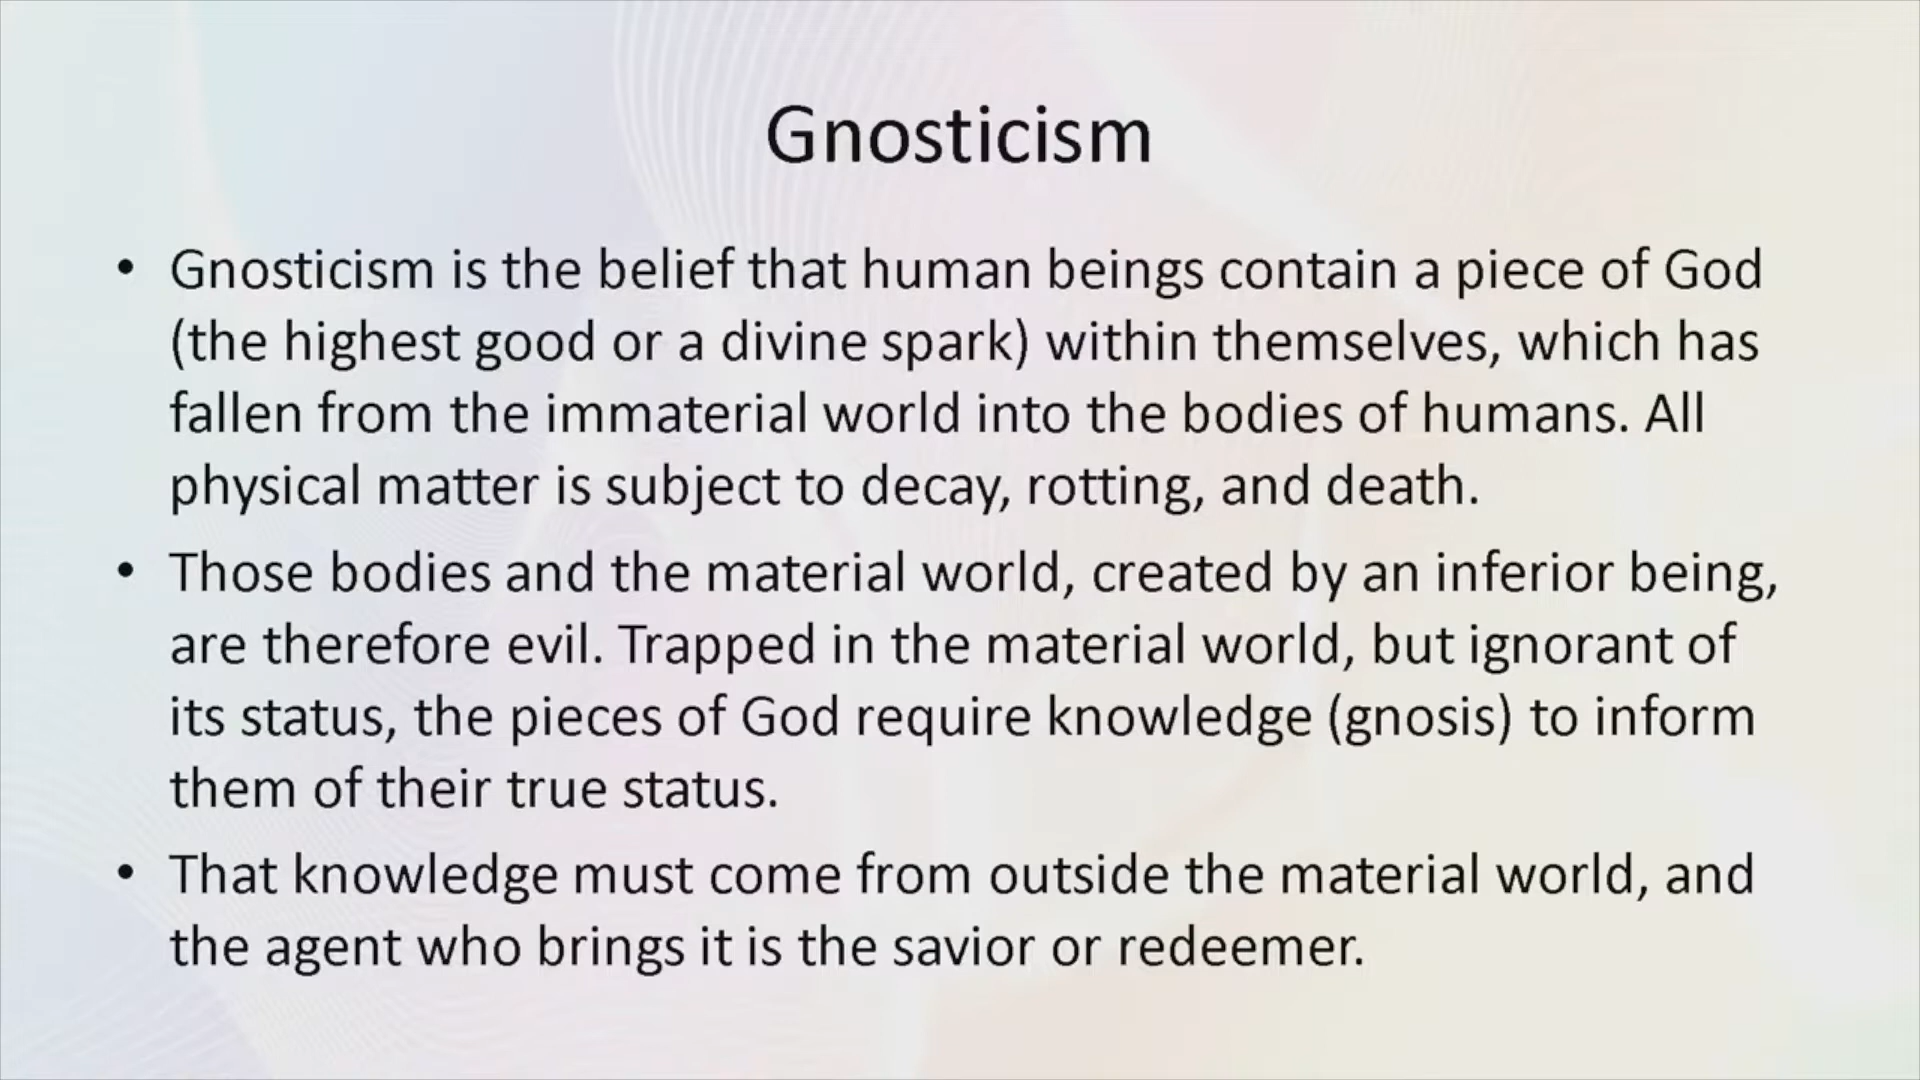 Gnosticism
• Gnosticism is the belief that human beings contain a piece of God
(the highest good or a divine spark) within themselves, which has
fallen from the immaterial world into the bodies of humans. All
physical matter is subject to decay, rotting, and death.
• Those bodies and the material world, created by an inferior being,
are therefore evil. Trapped in the material world, but ignorant of
its status, the pieces of God require knowledge (gnosis) to inform
them of their true status.
• That knowledge must come from outside the material world, and
the agent who brings it is the savior or redeemer.